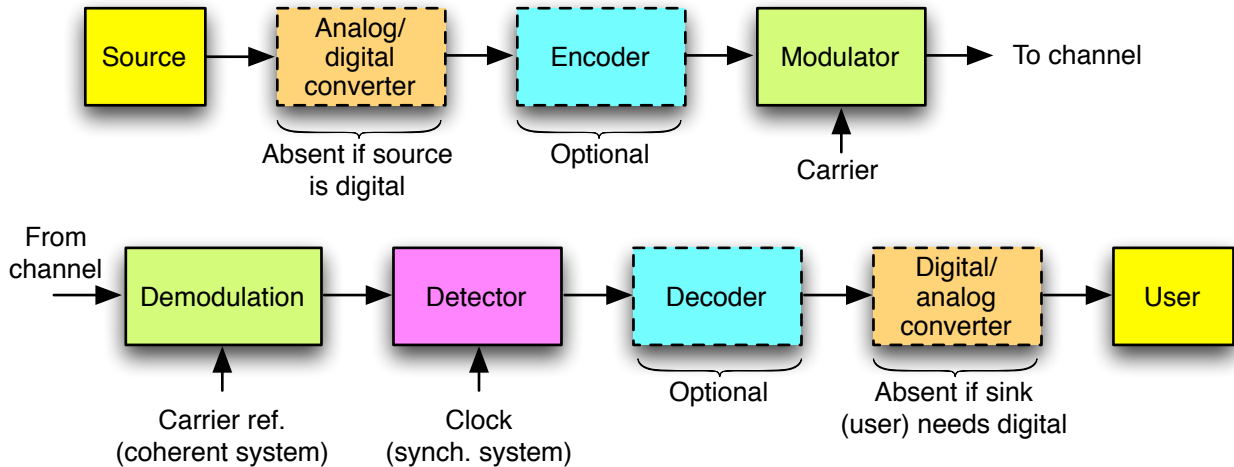 Source
Analog/
digital
converter
Encoder
Modulator
To channel
Absent if source
is digital
Optional
Carrier
From
channel
Demodulation
Detector
Decoder
Digital/
analog
converter
User
Carrier ref.
(coherent system)
Clock
(synch. system)
Optional
Absent if sink
(user) needs digital